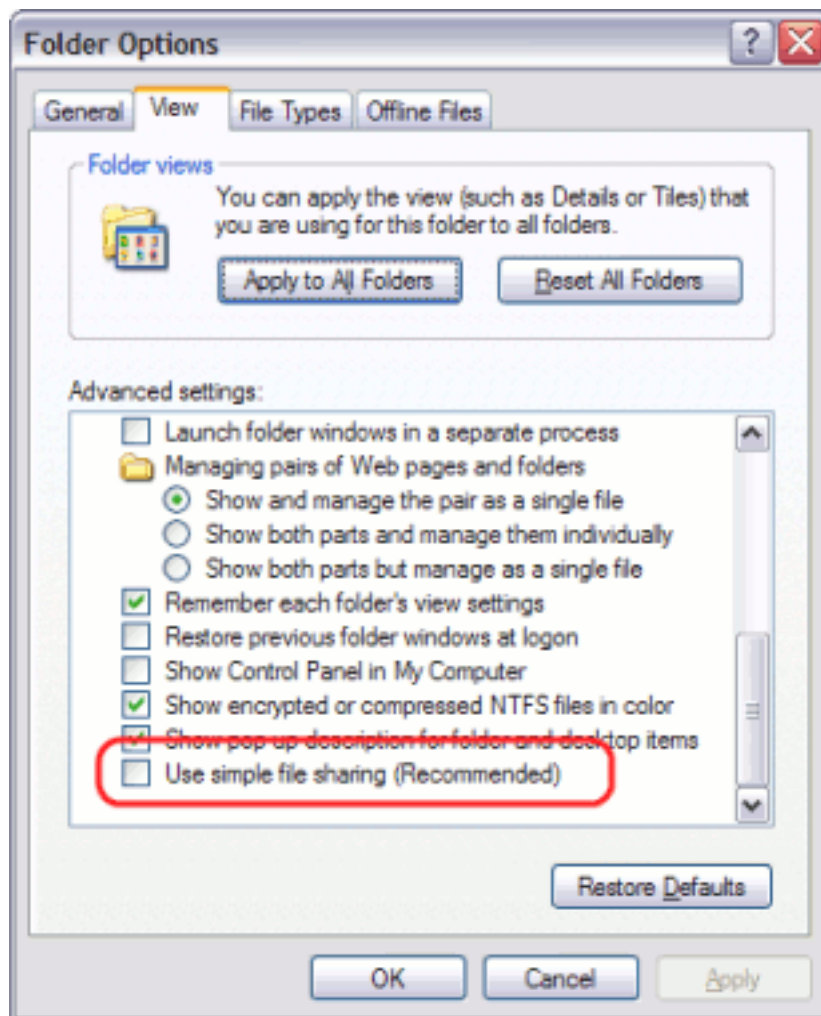 Folder Options
General View File Types Offline Files
Folder views
You can apply the view (such as Details or Tiles) that
you are using for this folder to all folders.
Apply to All Folders Reset All Folders
Advanced settings:
Launch folder windows in a separate process
Managing pairs of Web pages and folders
Show and manage the pair as a single file
Show both parts and manage them individually
Show both parts but manage as a single file
Remember each folder's view settings
Restore previous folder windows at logon
Show Control Panel in My Computer
Show encrypted or compressed NTFS files in color
Show pop up description for folder and desktop items
Use simple file sharing (Recommended)
Restore Defaults
OK Cancel Apply